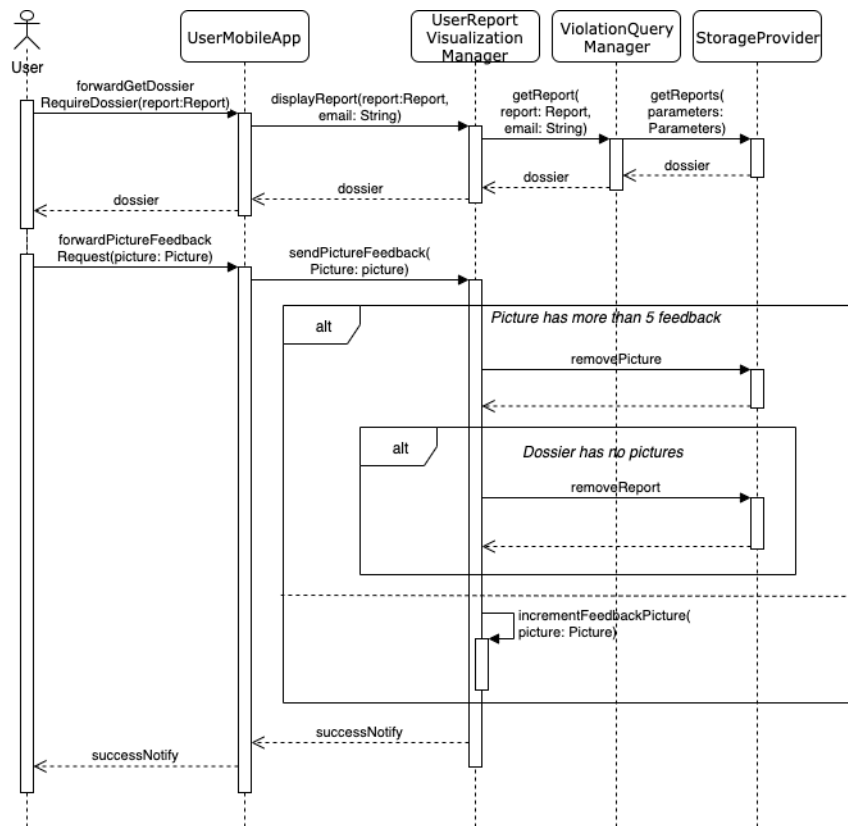 User
UserMobileApp
UserReport
Visualization
Manager
ViolationQuery
Manager
StorageProvider
forwardGetDossier
RequireDossier(report:Report)
displayReport(report:Report,
email: String)
getReport(
report: Report,
email: String)
getReports(
parameters:
Parameters)
dossier
dossier
dossier
dossier
forwardPictureFeedback
Request(picture: Picture)
sendPictureFeedback(
Picture: picture)
alt
Picture has more than 5 feedback
removePicture
alt
Dossier has no pictures
removeReport
incrementFeedbackPicture(
picture: Picture)
successNotify
successNotify